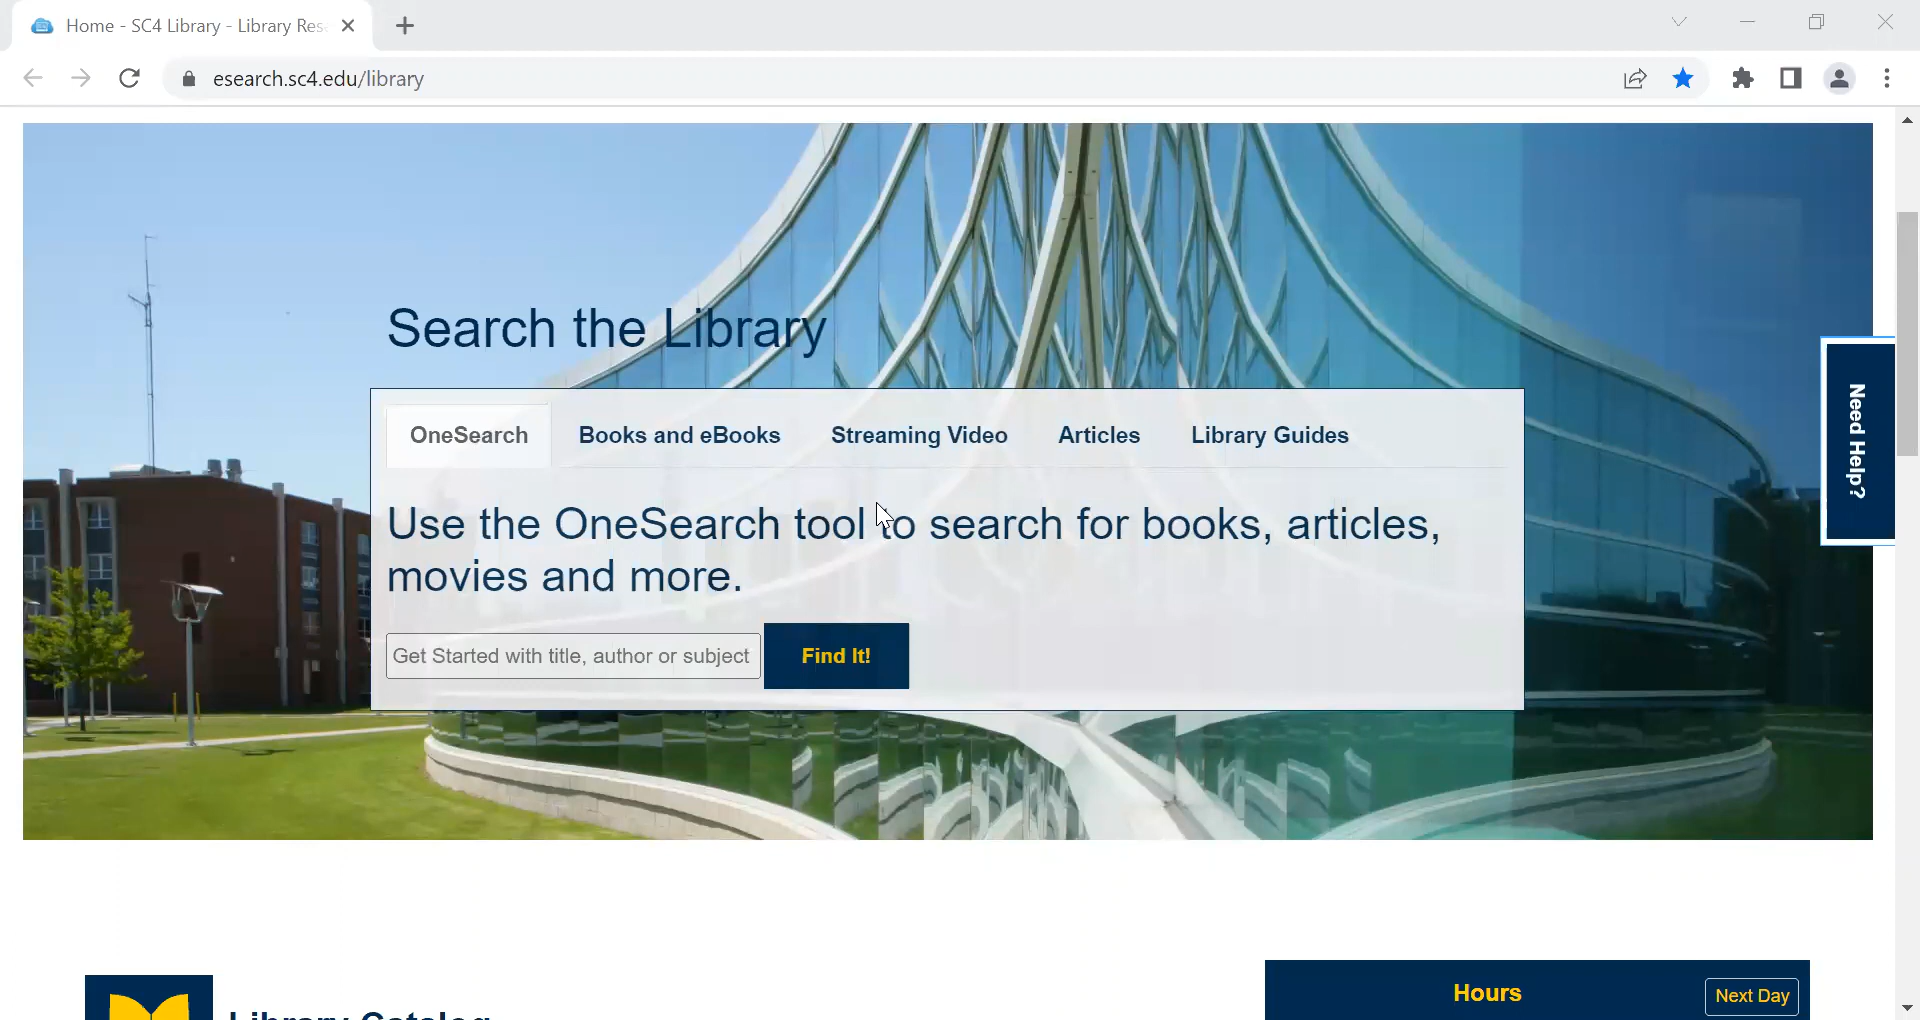 Home - SC4 Library - Library Res
esearch.sc4.edu/library
Search the Library
OneSearch Books and eBooks Streaming Video Articles Library Guides
Use the OneSearch tool to search for books, articles,
movies and more.
Get Started with title, author or subject Find It!
Need Help?
Hours Next Day
Library Catalog